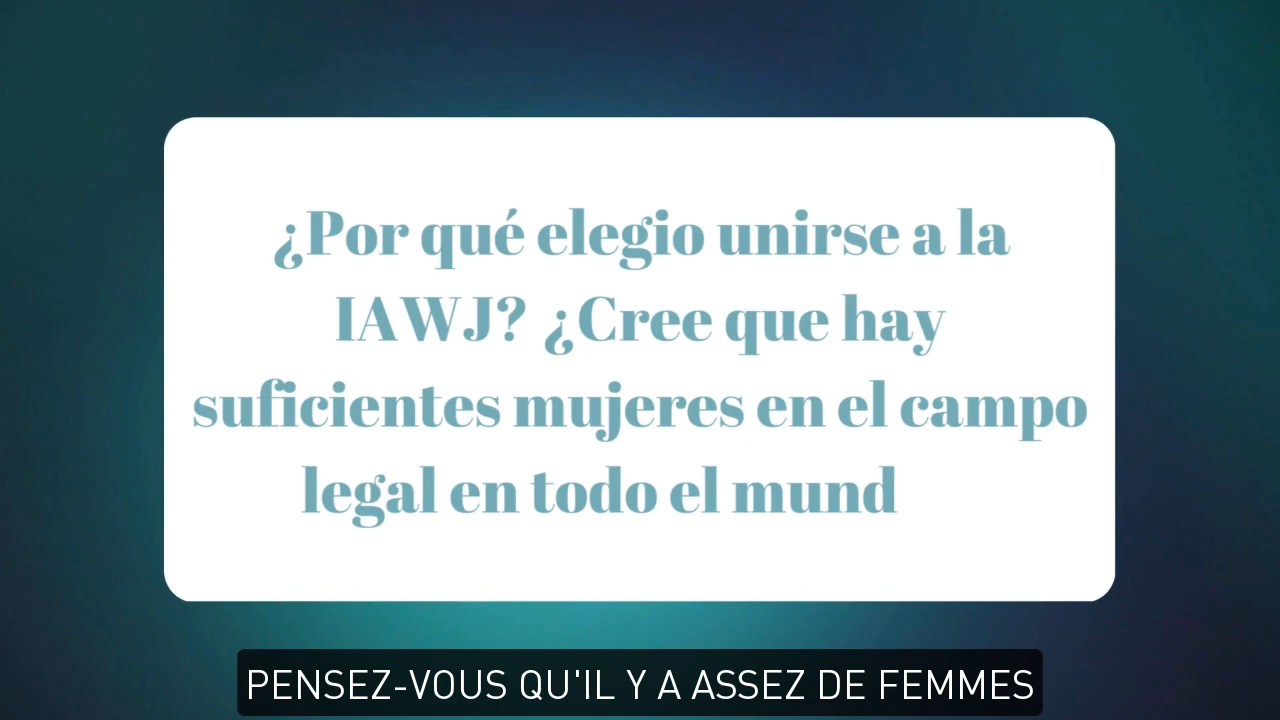 ¿Por qué elegio unirse a la
IAWJ? ¿Cree que hay
suficientes mujeres en el campo
legal en todo el mund
PENSEZ-VOUS QU'IL Y A ASSEZ DE FEMMES